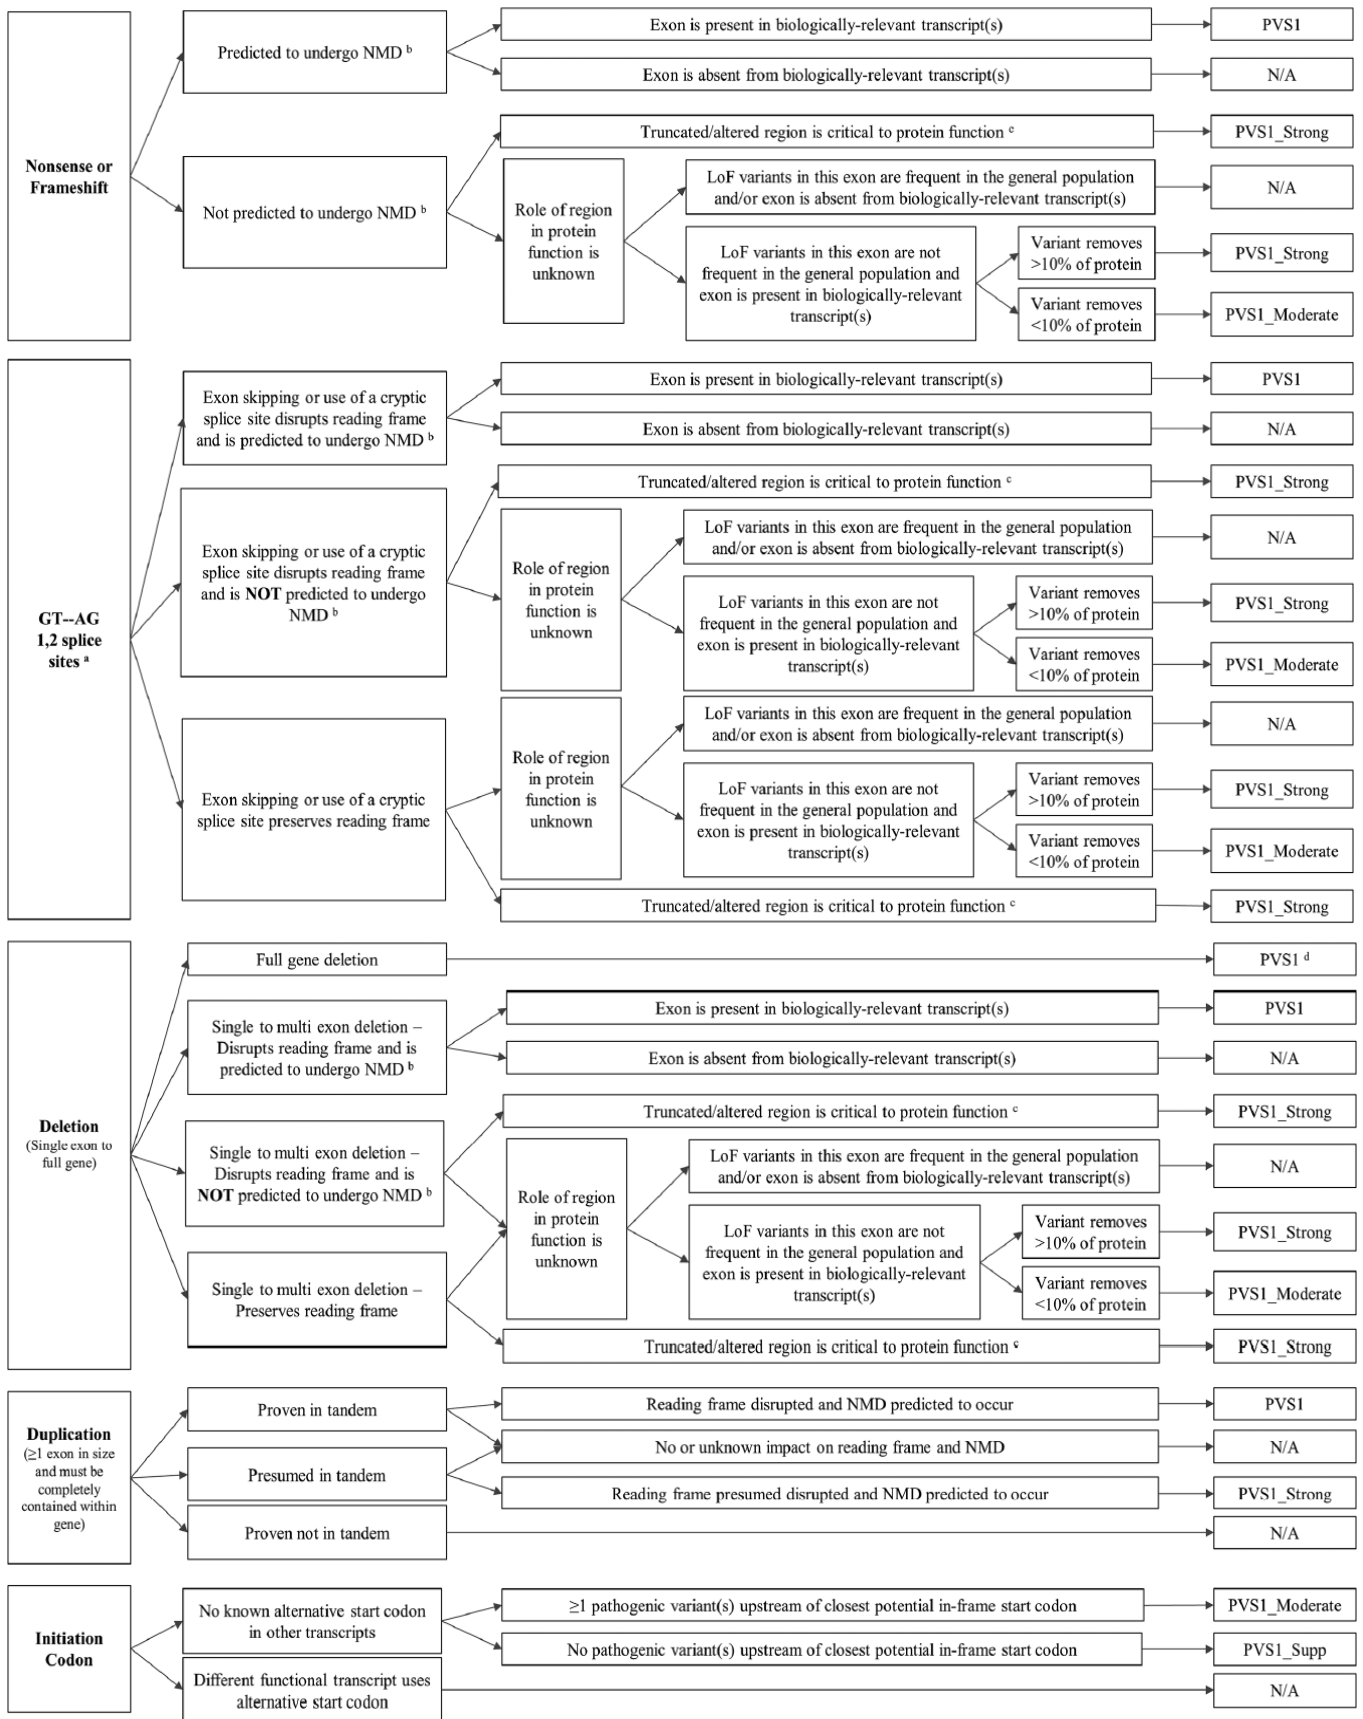 Nonsense or
Frameshift
Predicted to undergo NMD b
Exon is present in biologically-relevant transcript(s)
PVS1
Exon is absent from biologically-relevant transcript(s)
N/A
Not predicted to undergo NMD b
Truncated/altered region is critical to protein function c
PVS1_Strong
Role of region
in protein
function is
unknown
LoF variants in this exon are frequent in the general population
and/or exon is absent from biologically-relevant transcript(s)
N/A
LoF variants in this exon are not
frequent in the general population and
exon is present in biologically-relevant
transcript(s)
Variant removes
>10% of protein
PVS1_Strong
Variant removes
<10% of protein
PVS1_Moderate
GT--AG
1,2 splice
sites a
Exon skipping or use of a cryptic
splice site disrupts reading frame
and is predicted to undergo NMD b
Exon is present in biologically-relevant transcript(s)
PVS1
Exon is absent from biologically-relevant transcript(s)
N/A
Exon skipping or use of a cryptic
splice site disrupts reading frame
and is NOT predicted to undergo
NMD b
Truncated/altered region is critical to protein function c
PVS1_Strong
Role of region
in protein
function is
unknown
LoF variants in this exon are frequent in the general population
and/or exon is absent from biologically-relevant transcript(s)
N/A
LoF variants in this exon are not
frequent in the general population and
exon is present in biologically-relevant
transcript(s)
Variant removes
>10% of protein
PVS1_Strong
Variant removes
<10% of protein
PVS1_Moderate
Exon skipping or use of a cryptic
splice site preserves reading frame
Role of region
in protein
function is
unknown
LoF variants in this exon are frequent in the general population
and/or exon is absent from biologically-relevant transcript(s)
N/A
LoF variants in this exon are not
frequent in the general population and
exon is present in biologically-relevant
transcript(s)
Variant removes
>10% of protein
PVS1_Strong
Variant removes
<10% of protein
PVS1_Moderate
Truncated/altered region is critical to protein function c
PVS1_Strong
Deletion
(Single exon to
full gene)
Full gene deletion
PVS1 d
Single to multi exon deletion –
Disrupts reading frame and is
predicted to undergo NMD b
Exon is present in biologically-relevant transcript(s)
PVS1
Exon is absent from biologically-relevant transcript(s)
N/A
Single to multi exon deletion –
Disrupts reading frame and is
NOT predicted to undergo NMD b
Truncated/altered region is critical to protein function c
PVS1_Strong
Role of region
in protein
function is
unknown
LoF variants in this exon are frequent in the general population
and/or exon is absent from biologically-relevant transcript(s)
N/A
LoF variants in this exon are not
frequent in the general population and
exon is present in biologically-relevant
transcript(s)
Variant removes
>10% of protein
PVS1_Strong
Variant removes
<10% of protein
PVS1_Moderate
Single to multi exon deletion –
Preserves reading frame
Truncated/altered region is critical to protein function c
PVS1_Strong
Duplication
(≥1 exon in size
and must be
completely
contained within
gene)
Proven in tandem
Reading frame disrupted and NMD predicted to occur
PVS1
No or unknown impact on reading frame and NMD
N/A
Presumed in tandem
Reading frame presumed disrupted and NMD predicted to occur
PVS1_Strong
Proven not in tandem
N/A
Initiation
Codon
No known alternative start codon
in other transcripts
≥1 pathogenic variant(s) upstream of closest potential in-frame start codon
PVS1_Moderate
No pathogenic variant(s) upstream of closest potential in-frame start codon
PVS1_Supp
Different functional transcript uses
alternative start codon
N/A